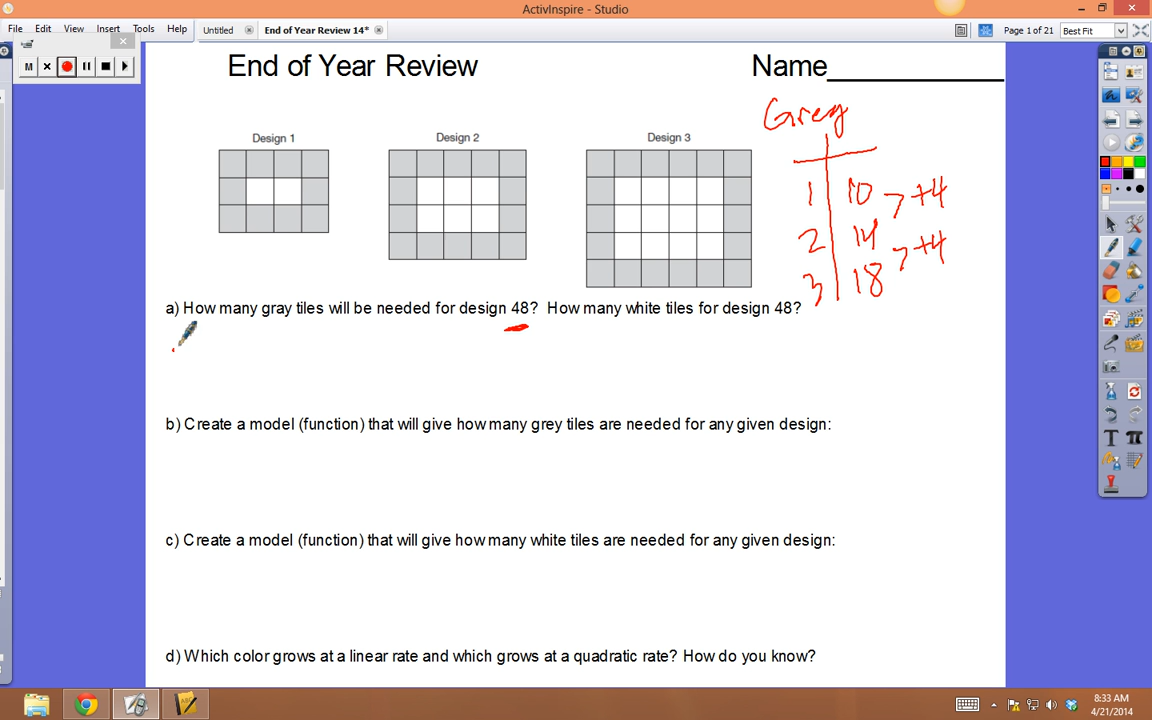 ActivInspire - Studio
File Edit View Insert Tools Help
Untitled
End of Year Review 14*
Page 1 of 21
Best Fit
M
End of Year Review
Name____________
Grey
Design 1
Design 2
Design 3
1 10
> +4
2 14
> +4
3 18
a) How many gray tiles will be needed for design 48? How many white tiles for design 48?
b) Create a model (function) that will give how many grey tiles are needed for any given design:
c) Create a model (function) that will give how many white tiles are needed for any given design:
d) Which color grows at a linear rate and which grows at a quadratic rate? How do you know?
8:33 AM
4/21/2014